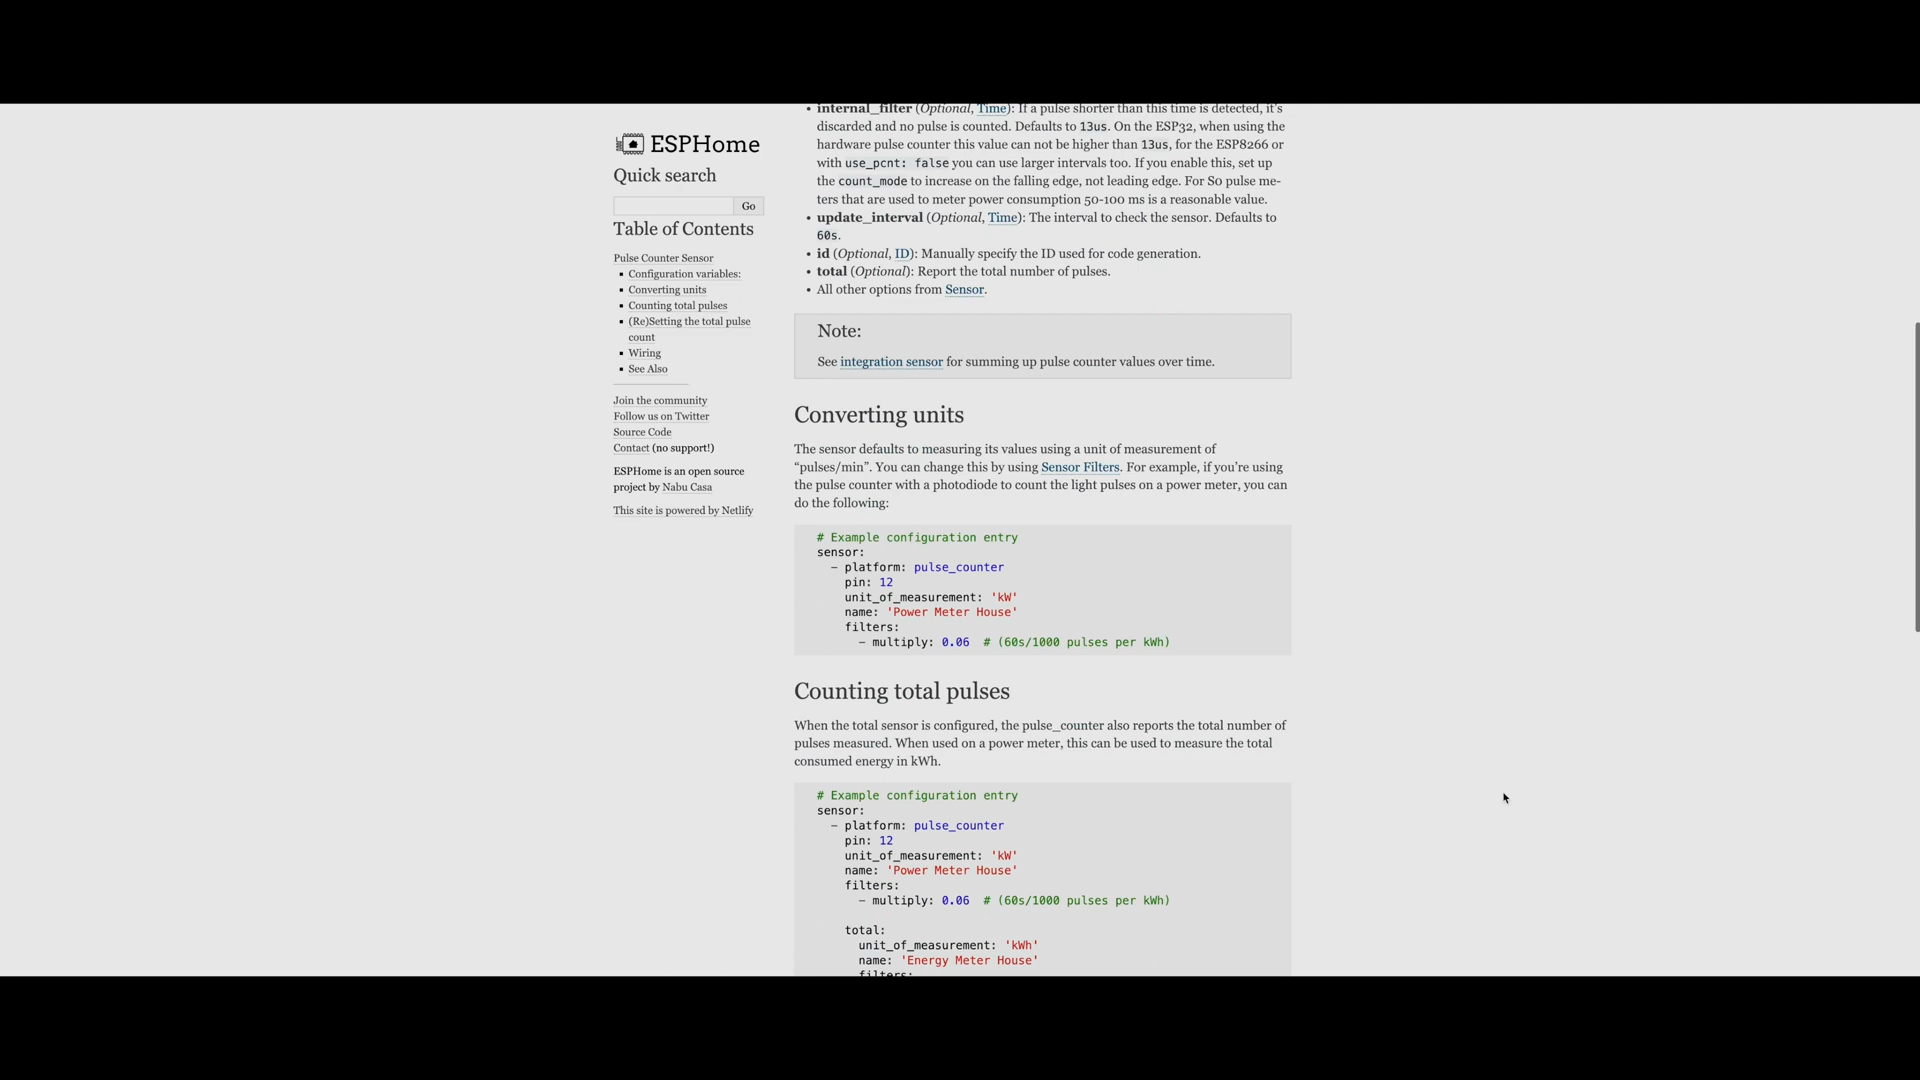 ESPHome
Quick search
Go
Table of Contents
Pulse Counter Sensor
▪ Configuration variables:
▪ Converting units
▪ Counting total pulses
▪ (Re)Setting the total pulse
count
▪ Wiring
▪ See Also
Join the community
Follow us on Twitter
Source Code
Contact (no support!)
ESPHome is an open source
project by Nabu Casa
This site is powered by Netlify
• internal_filter (Optional, Time): If a pulse shorter than this time is detected, it’s
discarded and no pulse is counted. Defaults to 13us. On the ESP32, when using the
hardware pulse counter this value can not be higher than 13us, for the ESP8266 or
with use_pcnt: false you can use larger intervals too. If you enable this, set up
the count_mode to increase on the falling edge, not leading edge. For S0 pulse me-
ters that are used to meter power consumption 50-100 ms is a reasonable value.
• update_interval (Optional, Time): The interval to check the sensor. Defaults to
60s.
• id (Optional, ID): Manually specify the ID used for code generation.
• total (Optional): Report the total number of pulses.
• All other options from Sensor.
Note:
See integration sensor for summing up pulse counter values over time.
Converting units
The sensor defaults to measuring its values using a unit of measurement of
“pulses/min”. You can change this by using Sensor Filters. For example, if you’re using
the pulse counter with a photodiode to count the light pulses on a power meter, you can
do the following:
# Example configuration entry
sensor:
  - platform: pulse_counter
    pin: 12
    unit_of_measurement: 'kW'
    name: 'Power Meter House'
    filters:
      - multiply: 0.06  # (60s/1000 pulses per kWh)
Counting total pulses
When the total sensor is configured, the pulse_counter also reports the total number of
pulses measured. When used on a power meter, this can be used to measure the total
consumed energy in kWh.
# Example configuration entry
sensor:
  - platform: pulse_counter
    pin: 12
    unit_of_measurement: 'kW'
    name: 'Power Meter House'
    filters:
      - multiply: 0.06  # (60s/1000 pulses per kWh)
    total:
      unit_of_measurement: 'kWh'
      name: 'Energy Meter House'
      filters: